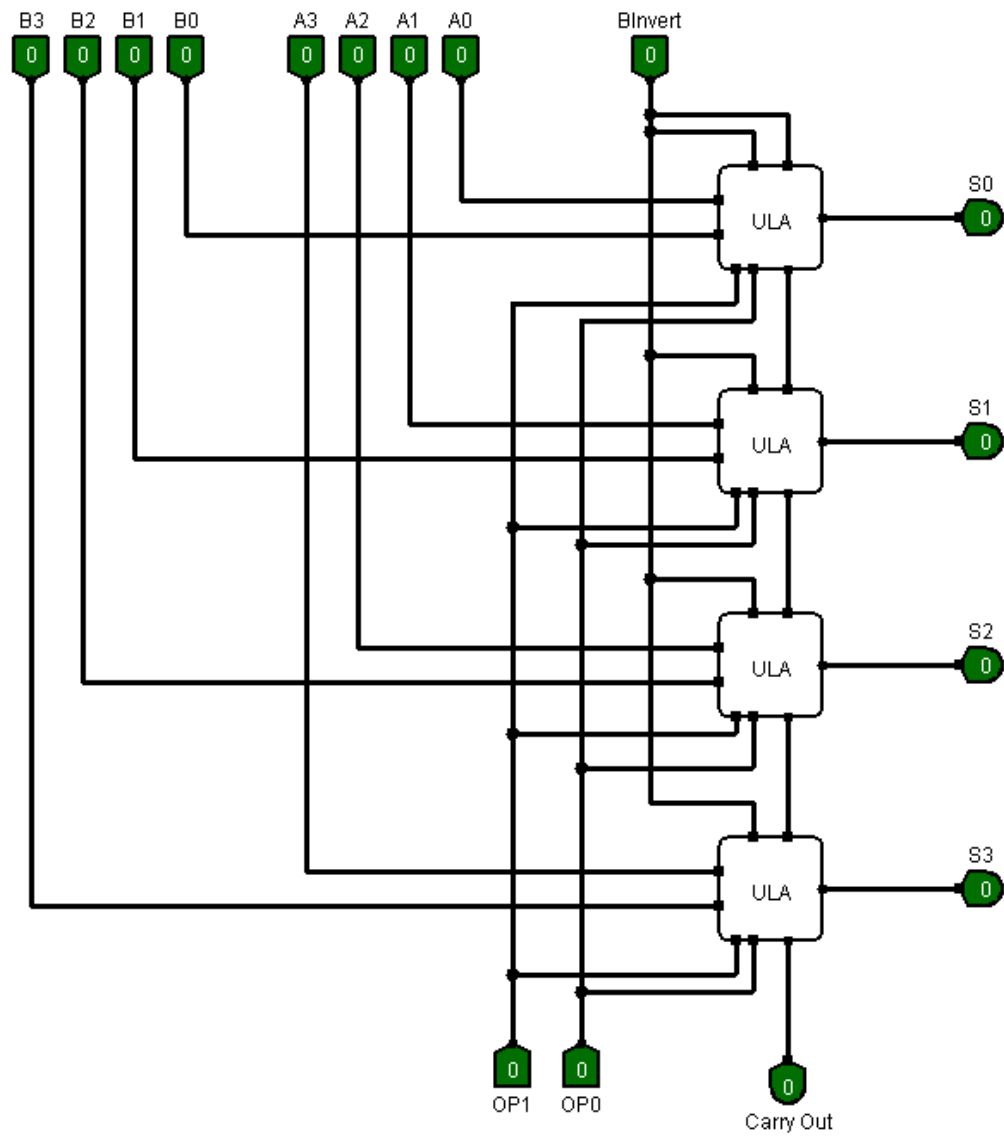 B3 B2 B1 B0 A3 A2 A1 A0 BInvert
0 0 0 0 0 0 0 0 0
S0
ULA 0
S1
ULA 0
S2
ULA 0
S3
ULA 0
0 0 0
OP1 OP0 Carry Out